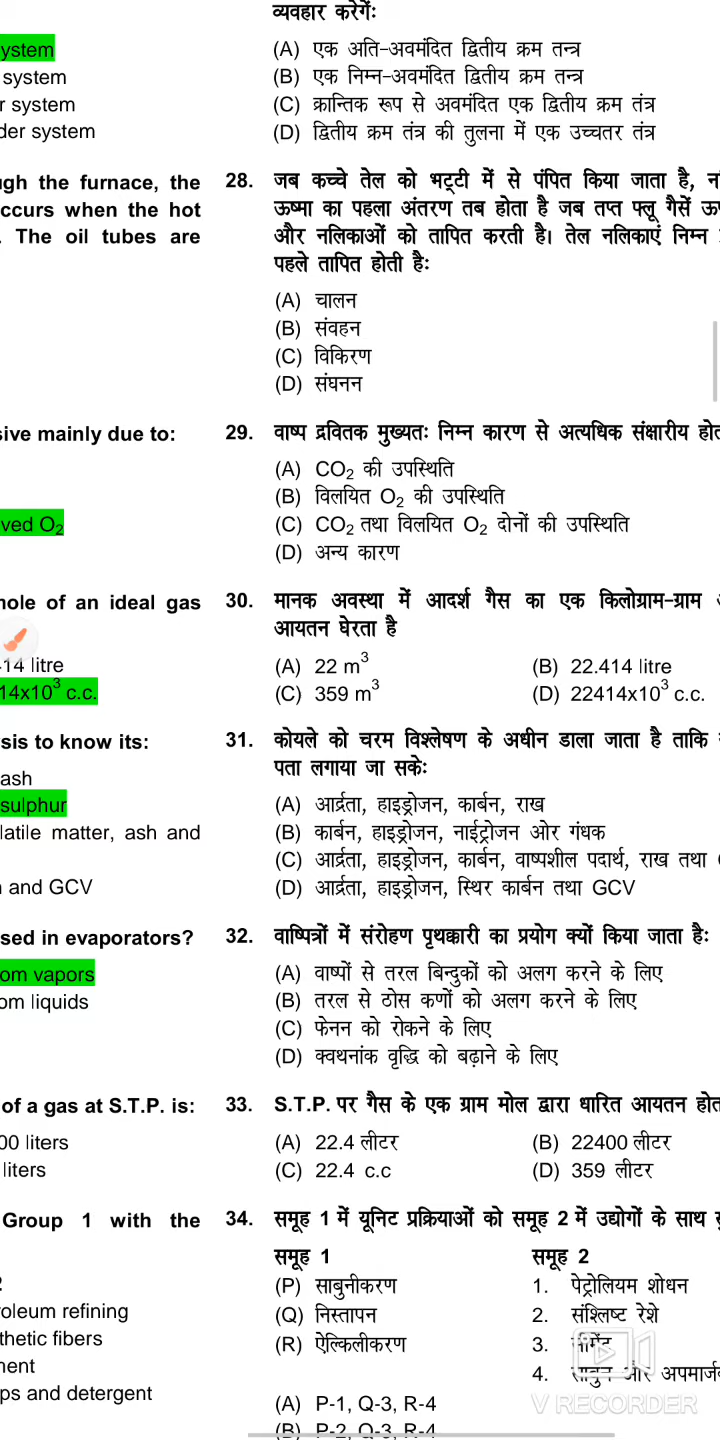 व्यवहार करेगेंः
ystem
(A) एक अति-अवमंदित द्वितीय क्रम तन्त्र
system
(B) एक निम्न-अवमंदित द्वितीय क्रम तन्त्र
r system
(C) क्रान्तिक रूप से अवमंदित एक द्वितीय क्रम तंत्र
der system
(D) द्वितीय क्रम तंत्र की तुलना में एक उच्चतर तंत्र
ugh the furnace, the
28. जब कच्चे तेल को भट्टी में से पंपित किया जाता है,
occurs when the hot
ऊष्मा का पहला अंतरण तब होता है जब तप्त फ्लू गैसें
. The oil tubes are
और नलिकाओं को तापित करती है। तेल नलिकाएं निम्न
पहले तापित होती हैः
(A) चालन
(B) संवहन
(C) विकिरण
(D) संघनन
sive mainly due to:
29. वाष्प द्रवितक मुख्यतः निम्न कारण से अत्यधिक संक्षारीय
(A) CO₂ की उपस्थिति
(B) विलयित O₂ की उपस्थिति
ved O₂
(C) CO₂ तथा विलयित O₂ दोनों की उपस्थिति
(D) अन्य कारण
mole of an ideal gas
30. मानक अवस्था में आदर्श गैस का एक किलोग्राम-ग्राम
आयतन घेरता है
14 litre
(A) 22 m³
(B) 22.414 litre
14x10³ c.c.
(C) 359 m³
(D) 22414x10³ c.c.
sis to know its:
31. कोयले को चरम विश्लेषण के अधीन डाला जाता है ताकि
पता लगाया जा सकेः
ash
(A) आर्द्रता, हाइड्रोजन, कार्बन, राख
sulphur
(B) कार्बन, हाइड्रोजन, नाईट्रोजन ओर गंधक
latile matter, ash and
(C) आर्द्रता, हाइड्रोजन, कार्बन, वाष्पशील पदार्थ, राख तथा
and GCV
(D) आर्द्रता, हाइड्रोजन, स्थिर कार्बन तथा GCV
sed in evaporators?
32. वाष्पित्रों में संरोहण पृथक्कारी का प्रयोग क्यों किया जाता हैः
om vapors
(A) वाष्पों से तरल बिन्दुकों को अलग करने के लिए
om liquids
(B) तरल से ठोस कणों को अलग करने के लिए
(C) फेनन को रोकने के लिए
(D) क्वथनांक वृद्धि को बढ़ाने के लिए
of a gas at S.T.P. is:
33. S.T.P. पर गैस के एक ग्राम मोल द्वारा धारित आयतन
00 liters
(A) 22.4 लीटर
(B) 22400 लीटर
liters
(C) 22.4 c.c
(D) 359 लीटर
Group 1 with the
34. समूह 1 में यूनिट प्रक्रियाओं को समूह 2 में उद्योगों के साथ
समूह 1
समूह 2
(P) साबुनीकरण
1. पेट्रोलियम शोधन
roleum refining
(Q) निस्तापन
2. संश्लिष्ट रेशे
thetic fibers
(R) ऐल्किलीकरण
3. सीमेंट
ment
4. साबुन और अपमार्जक
ps and detergent
(A) P-1, Q-3, R-4
V RECORDER
(B) P-2, Q-3, R-4